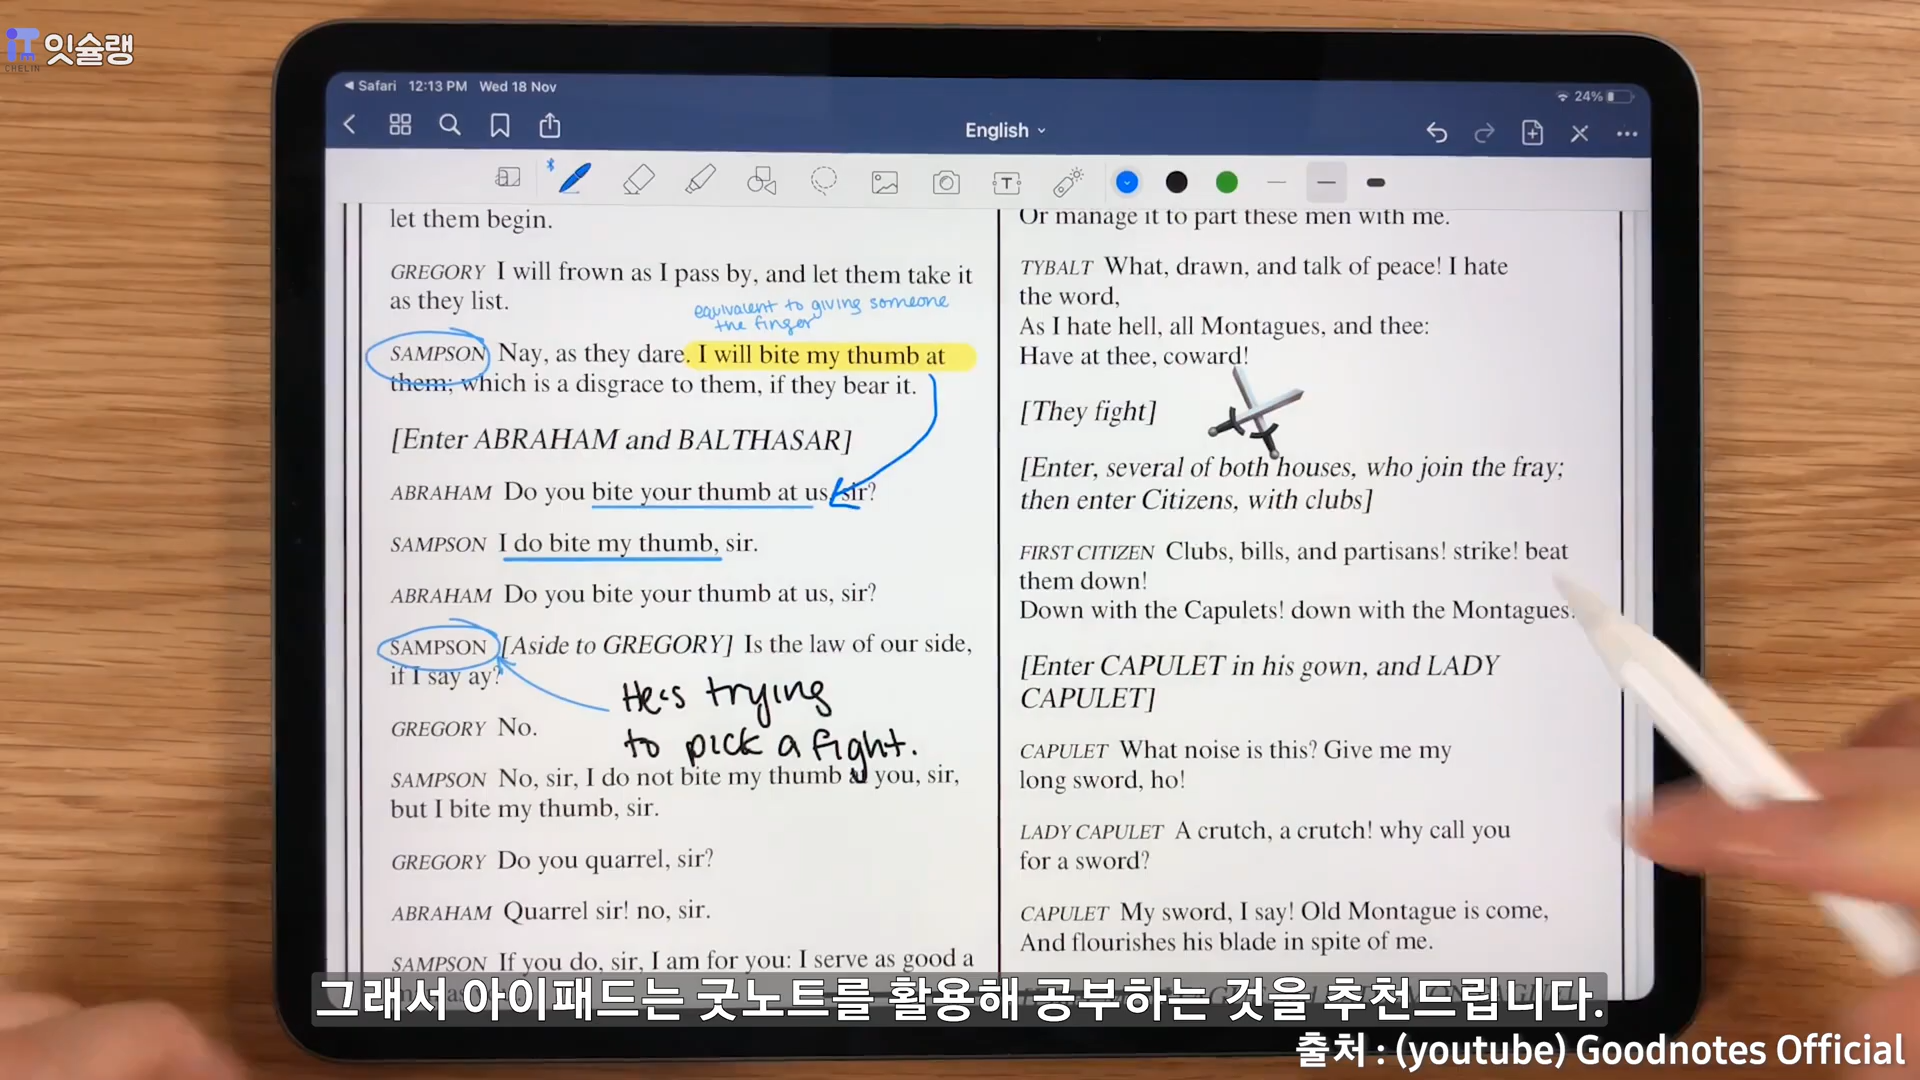 iT 잇슐랭
CHELIN
Safari 12:13 PM Wed 18 Nov
24%
English
T
let them begin.
GREGORY I will frown as I pass by, and let them take it
as they list.
equivalent to giving someone
the finger
SAMPSON Nay, as they dare. I will bite my thumb at
them; which is a disgrace to them, if they bear it.
[Enter ABRAHAM and BALTHASAR]
ABRAHAM Do you bite your thumb at us, sir?
SAMPSON I do bite my thumb, sir.
ABRAHAM Do you bite your thumb at us, sir?
SAMPSON [Aside to GREGORY] Is the law of our side,
if I say ay?
He's trying
to pick a fight.
GREGORY No.
SAMPSON No, sir, I do not bite my thumb at you, sir,
but I bite my thumb, sir.
GREGORY Do you quarrel, sir?
ABRAHAM Quarrel sir! no, sir.
SAMPSON If you do, sir, I am for you: I serve as good a
Or manage it to part these men with me.
TYBALT What, drawn, and talk of peace! I hate
the word,
As I hate hell, all Montagues, and thee:
Have at thee, coward!
[They fight]
[Enter, several of both houses, who join the fray;
then enter Citizens, with clubs]
FIRST CITIZEN Clubs, bills, and partisans! strike! beat
them down!
Down with the Capulets! down with the Montagues!
[Enter CAPULET in his gown, and LADY
CAPULET]
CAPULET What noise is this? Give me my
long sword, ho!
LADY CAPULET A crutch, a crutch! why call you
for a sword?
CAPULET My sword, I say! Old Montague is come,
And flourishes his blade in spite of me.
그래서 아이패드는 굿노트를 활용해 공부하는 것을 추천드립니다.
출처 : (youtube) Goodnotes Official